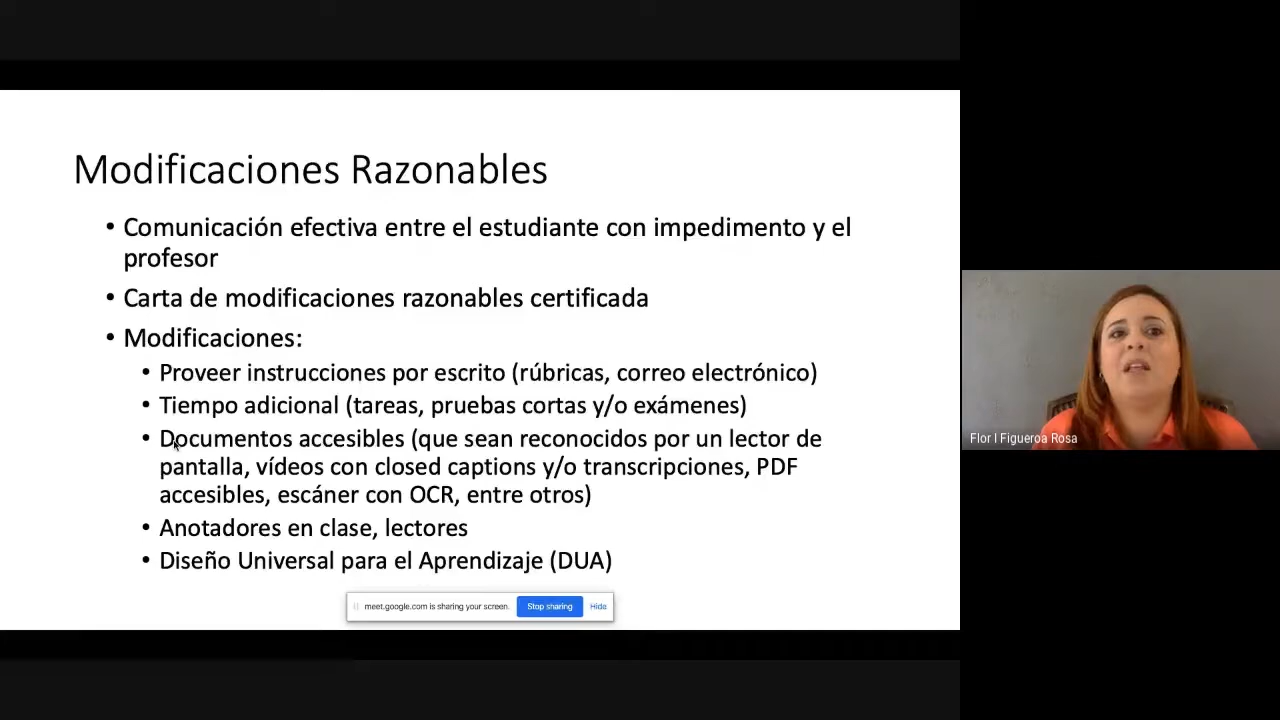 Modificaciones Razonables
• Comunicación efectiva entre el estudiante con impedimento y el
profesor
• Carta de modificaciones razonables certificada
• Modificaciones:
• Proveer instrucciones por escrito (rúbricas, correo electrónico)
• Tiempo adicional (tareas, pruebas cortas y/o exámenes)
• Documentos accesibles (que sean reconocidos por un lector de
pantalla, vídeos con closed captions y/o transcripciones, PDF
accesibles, escáner con OCR, entre otros)
• Anotadores en clase, lectores
• Diseño Universal para el Aprendizaje (DUA)
meet.google.com is sharing your screen. Stop sharing Hide
Flor I Figueroa Rosa